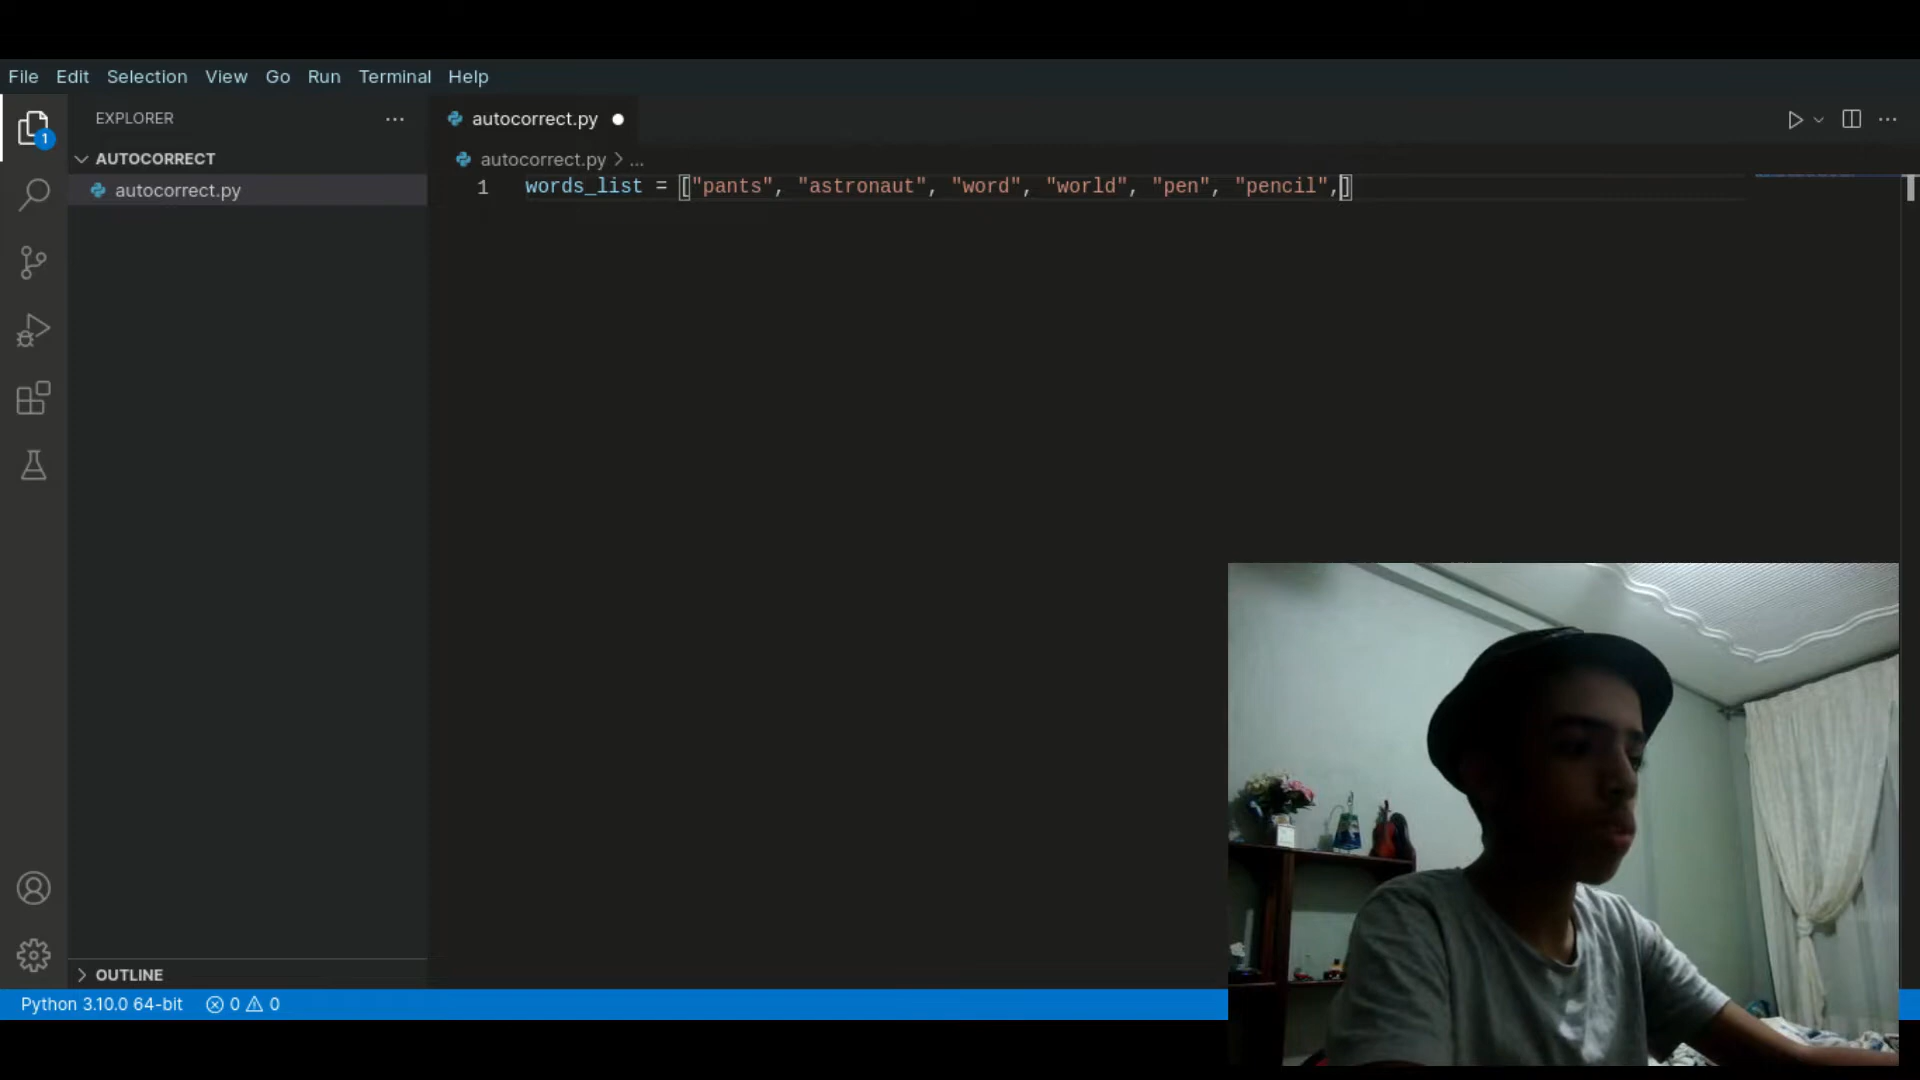 File Edit Selection View Go Run Terminal Help
EXPLORER ...
AUTOCORRECT
autocorrect.py
1
autocorrect.py
autocorrect.py > ...
1 words_list = ["pants", "astronaut", "word", "world", "pen", "pencil",]
OUTLINE
Python 3.10.0 64-bit 0 0